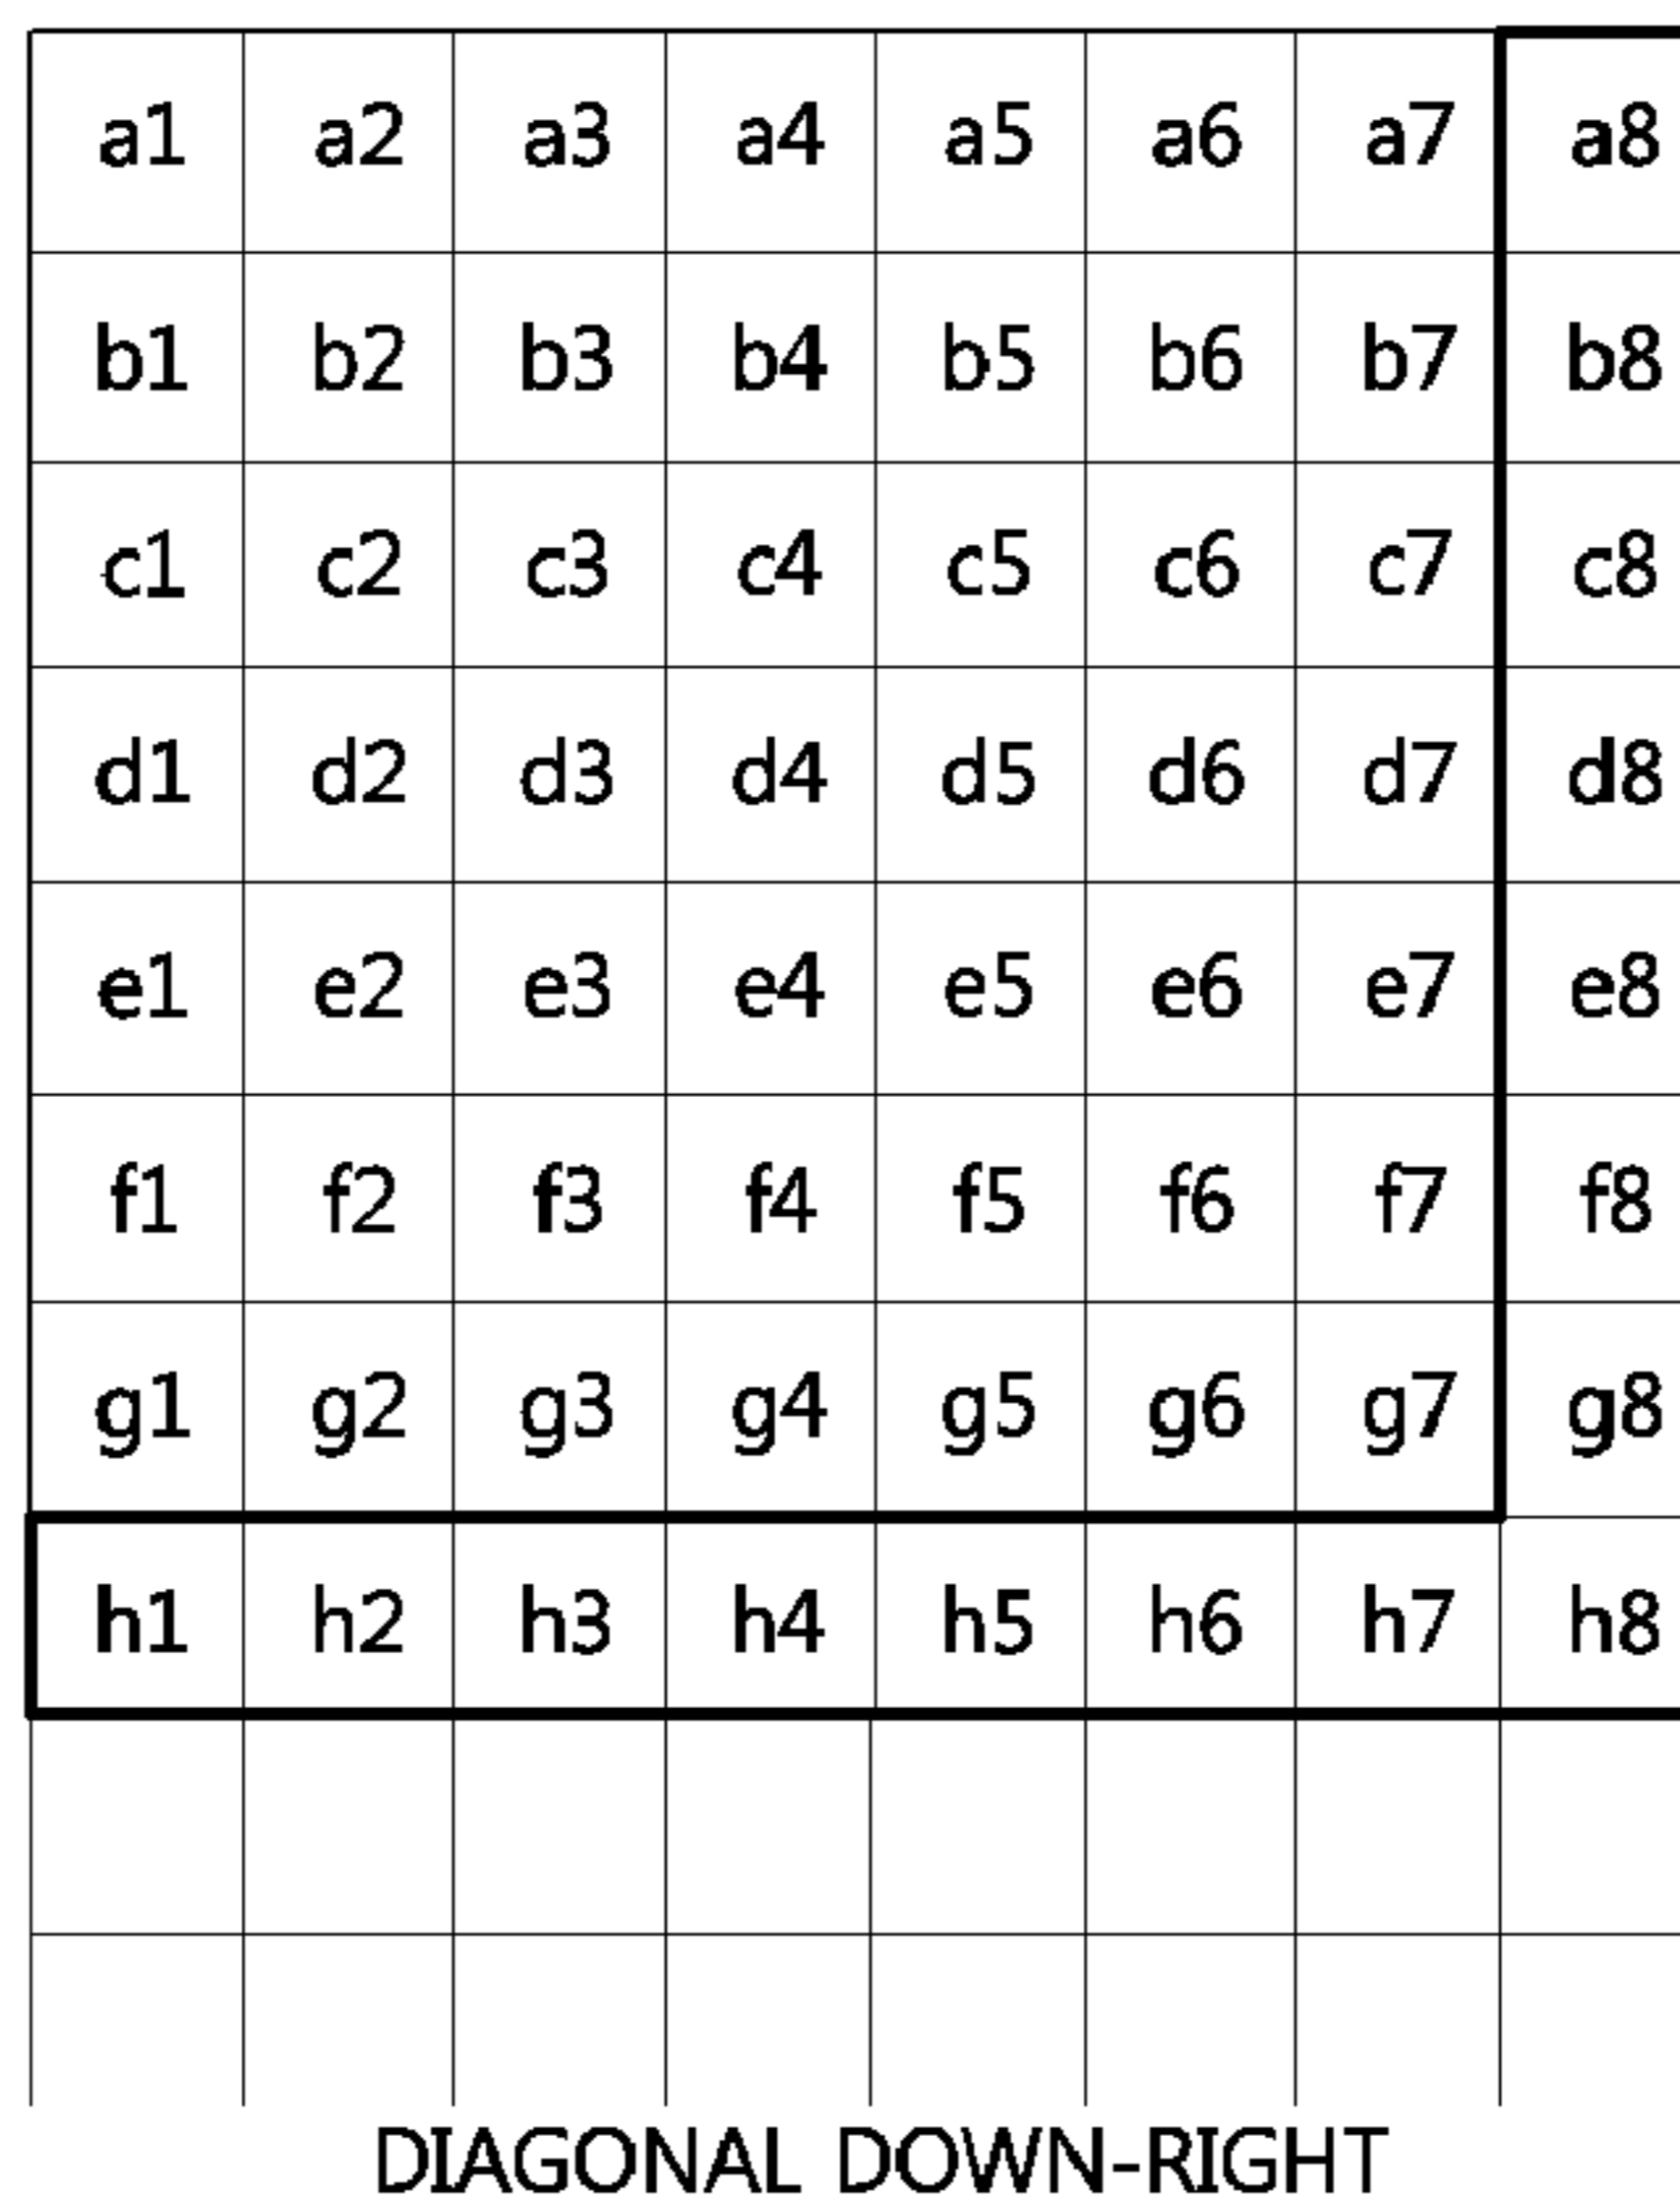 a1 a2 a3 a4 a5 a6 a7 a8
b1 b2 b3 b4 b5 b6 b7 b8
c1 c2 c3 c4 c5 c6 c7 c8
d1 d2 d3 d4 d5 d6 d7 d8
e1 e2 e3 e4 e5 e6 e7 e8
f1 f2 f3 f4 f5 f6 f7 f8
g1 g2 g3 g4 g5 g6 g7 g8
h1 h2 h3 h4 h5 h6 h7 h8
DIAGONAL DOWN-RIGHT